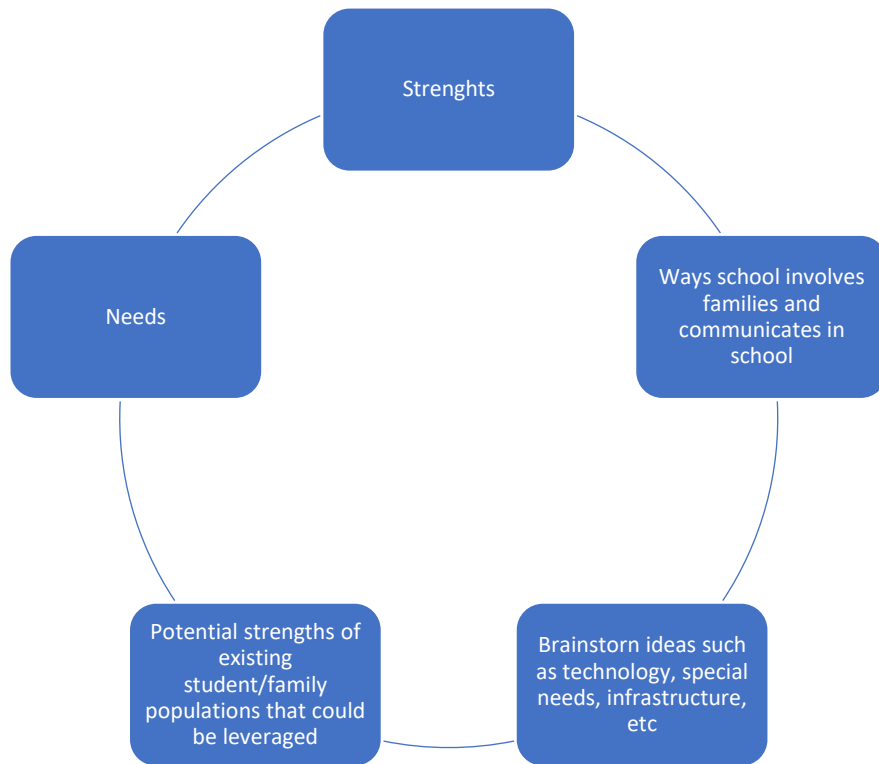 Strenghts
Ways school involves
families and
communicates in
school
Brainstorn ideas such
as technology, special
needs, infrastructure,
etc
Potential strengths of
existing
student/family
populations that could
be leveraged
Needs